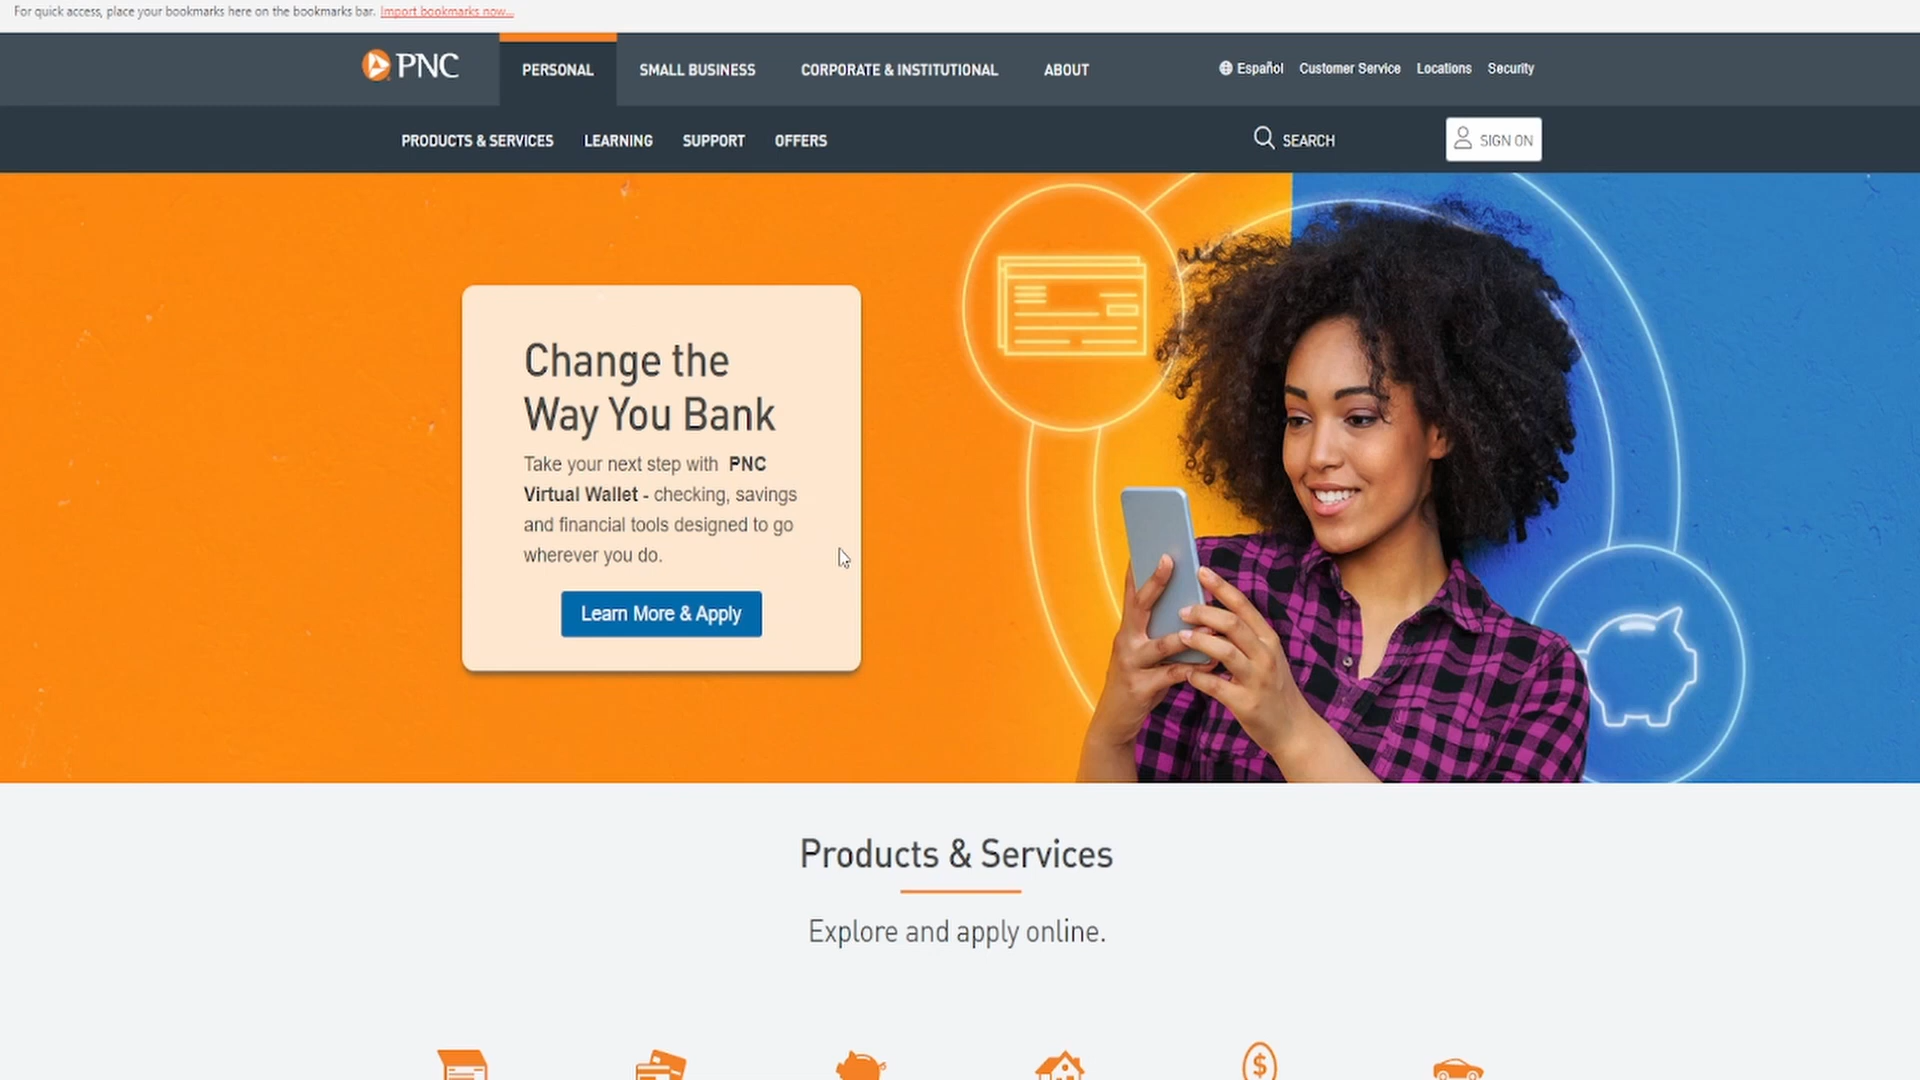 For quick access, place your bookmarks here on the bookmarks bar. Import bookmarks now...
PNC
PERSONAL
SMALL BUSINESS
CORPORATE & INSTITUTIONAL
ABOUT
Español
Customer Service
Locations
Security
PRODUCTS & SERVICES
LEARNING
SUPPORT
OFFERS
SEARCH
SIGN ON
Change the
Way You Bank
Take your next step with PNC
Virtual Wallet - checking, savings
and financial tools designed to go
wherever you do.
Learn More & Apply
Products & Services
Explore and apply online.
$